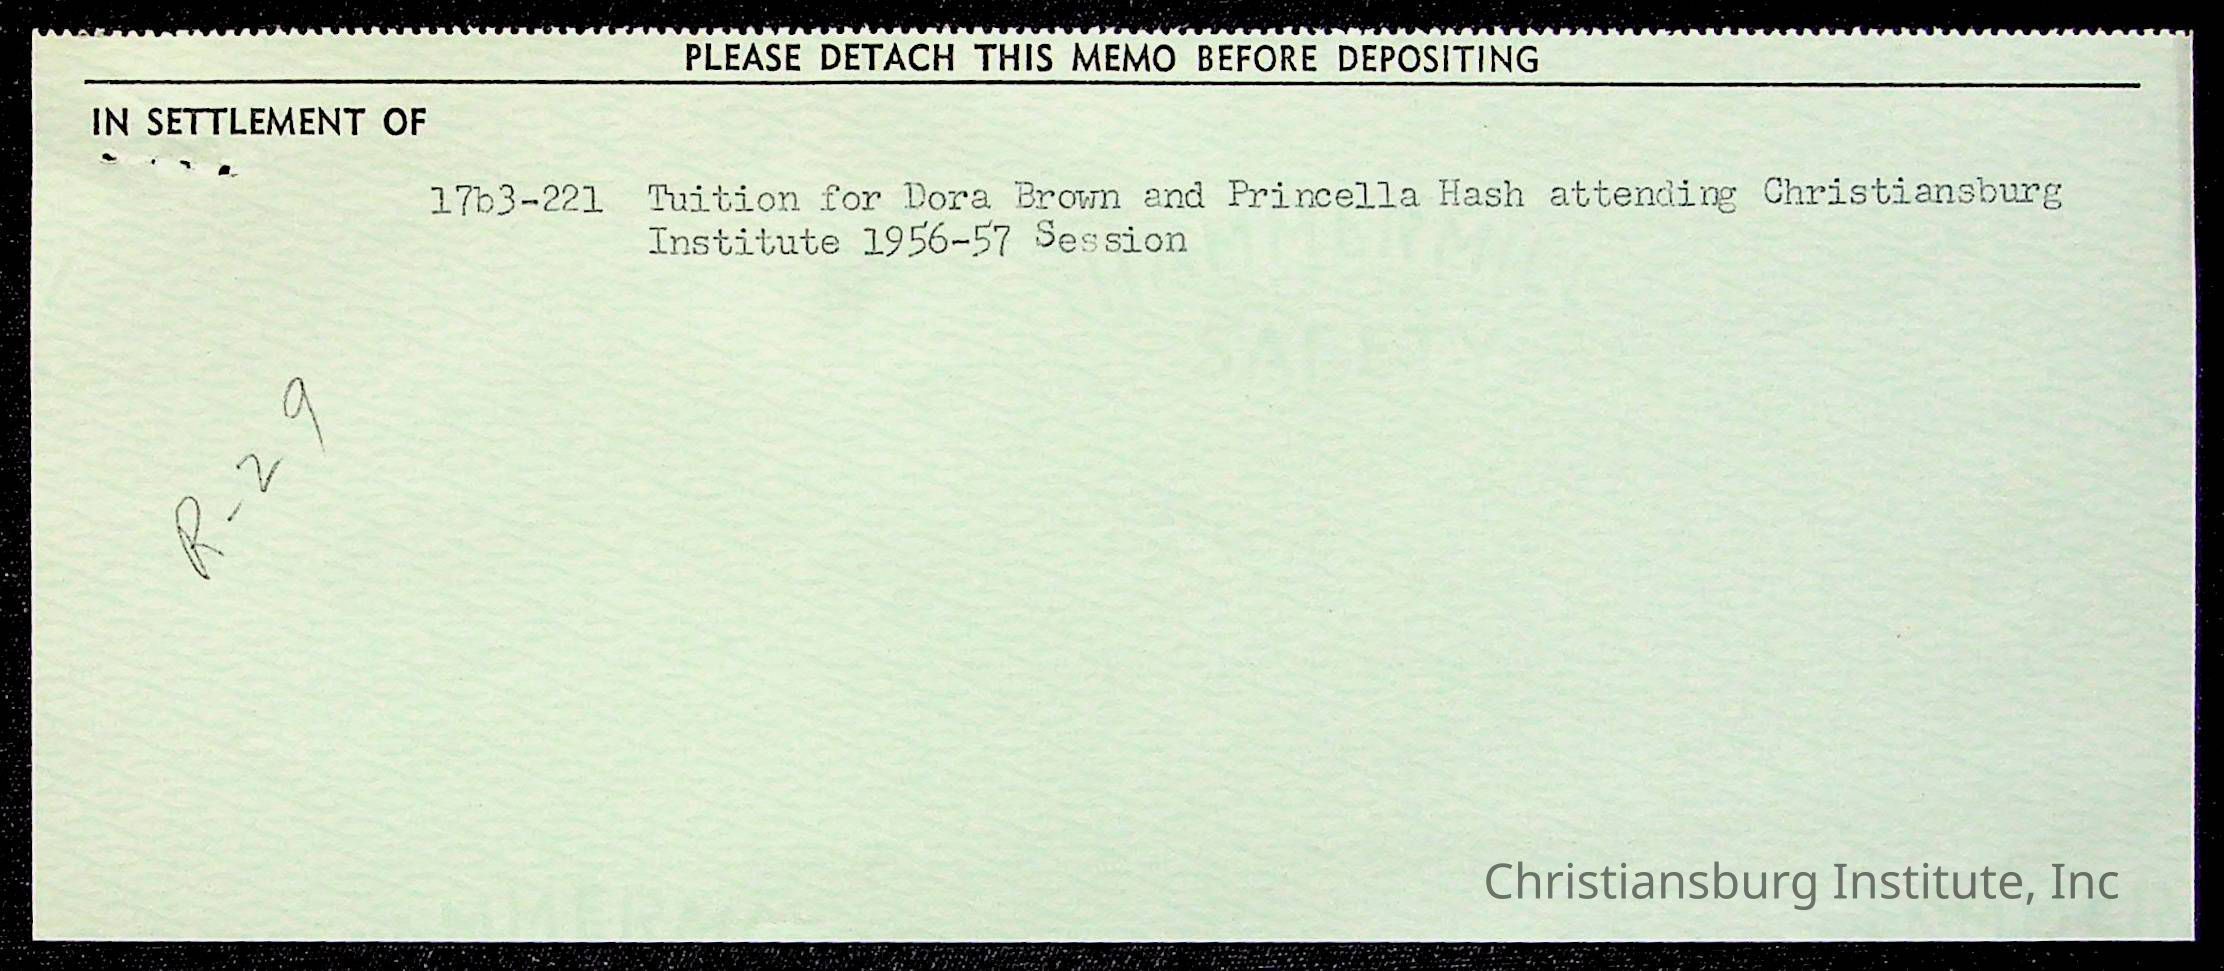 PLEASE DETACH THIS MEMO BEFORE DEPOSITING
IN SETTLEMENT OF
17b3-221 Tuition for Dora Brown and Princella Hash attending Christiansburg
Institute 1956-57 Session
R-29
Christiansburg Institute, Inc